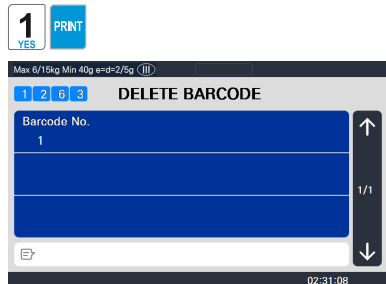 1 PRINT
YES
Max 6/15kg Min 40g e=d=2/5g (III)
1 2 6 3 DELETE BARCODE
Barcode No.
1
1/1
02:31:08